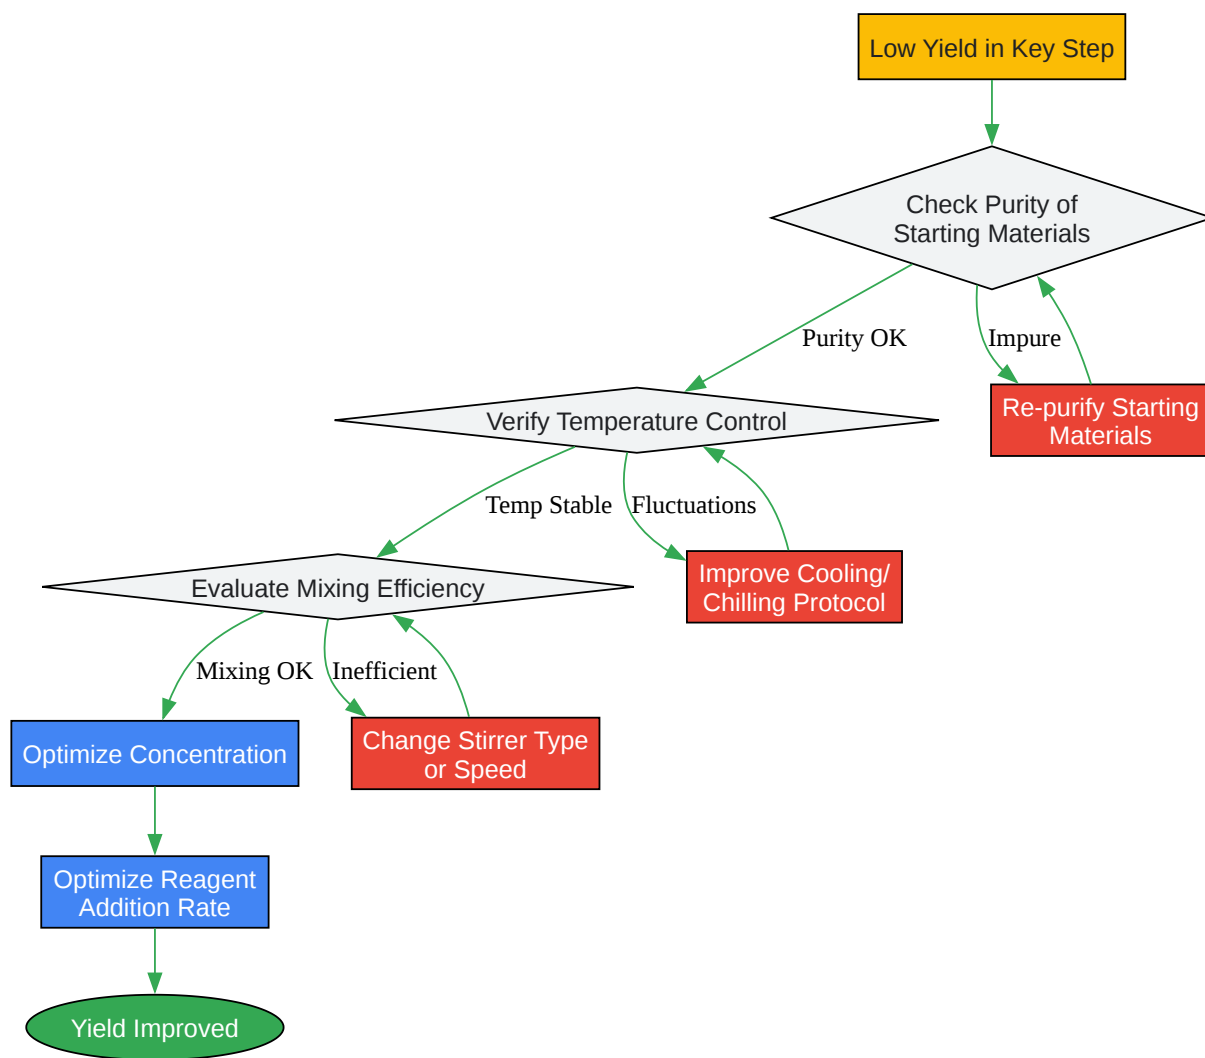 Low Yield in Key Step
Check Purity of
Starting Materials
Purity OK
Impure
Re-purify Starting
Materials
Verify Temperature Control
Temp Stable
Fluctuations
Improve Cooling/
Chilling Protocol
Evaluate Mixing Efficiency
Mixing OK
Inefficient
Optimize Concentration
Change Stirrer Type
or Speed
Optimize Reagent
Addition Rate
Yield Improved